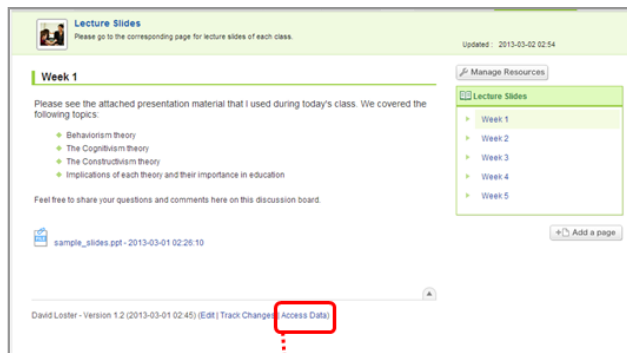 Lecture Slides
Please go to the corresponding page for lecture slides of each class.
Updated : 2013-03-02 02:54
Week 1
Please see the attached presentation material that I used during today's class. We covered the
following topics:
Behaviorism theory
The Cognitivism theory
The Constructivism theory
Implications of each theory and their importance in education
Feel free to share your questions and comments here on this discussion board.
FILE
sample_slides.ppt - 2013-03-01 02:26:10
David Loster - Version 1.2 (2013-03-01 02:45) (Edit | Track Changes | Access Data)
Manage Resources
Lecture Slides
Week 1
Week 2
Week 3
Week 4
Week 5
Add a page